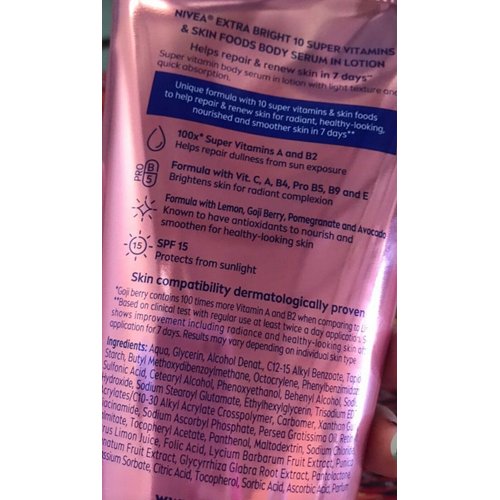 NIVEA® EXTRA BRIGHT 10 SUPER VITAMINS
& SKIN FOODS BODY SERUM IN LOTION
Helps repair & renew skin in 7 days**
Super vitamin body serum in lotion with light texture and
quick absorption.
Unique formula with 10 super vitamins & skin foods
to help repair & renew skin for radiant, healthy-looking,
nourished and smoother skin in 7 days**
100x* Super Vitamins A and B2
Helps repair dullness from sun exposure
PRO B5
Formula with Vit. C, A, B4, Pro B5, B9 and E
Brightens skin for radiant complexion
Formula with Lemon, Goji Berry, Pomegranate and Avocado
Known to have antioxidants to nourish and
smoothen for healthy-looking skin
15
SPF 15
Protects from sunlight
Skin compatibility dermatologically proven
*Goji berry contains 100 times more Vitamin A and B2 when comparing to
**Based on clinical test with regular use at least twice a day application.
shows improvement including radiance and healthy-looking skin
application for 7 days. Results may vary depending on individual skin type
Ingredients: Aqua, Glycerin, Alcohol Denat., C12-15 Alkyl Benzoate,
Starch, Butyl Methoxydibenzoylmethane, Octocrylene, Phenylbenzimidazole
Sulfonic Acid, Cetearyl Alcohol, Phenoxyethanol, Behenyl Alcohol,
Hydroxide, Sodium Stearoyl Glutamate, Ethylhexylglycerin, Trisodium
Acrylates/C10-30 Alkyl Acrylate Crosspolymer, Carbomer, Xanthan
Sodium Ascorbyl Phosphate, Persea Gratissima Oil,
Tocopheryl Acetate, Panthenol, Maltodextrin, Sodium Chloride,
Limon Juice, Folic Acid, Lycium Barbarum Fruit Extract, Punica
Fruit Extract, Glycyrrhiza Glabra Root Extract, Pantolactone,
Sorbate, Citric Acid, Tocopherol, Sorbic Acid, Ascorbic Acid, Parfum